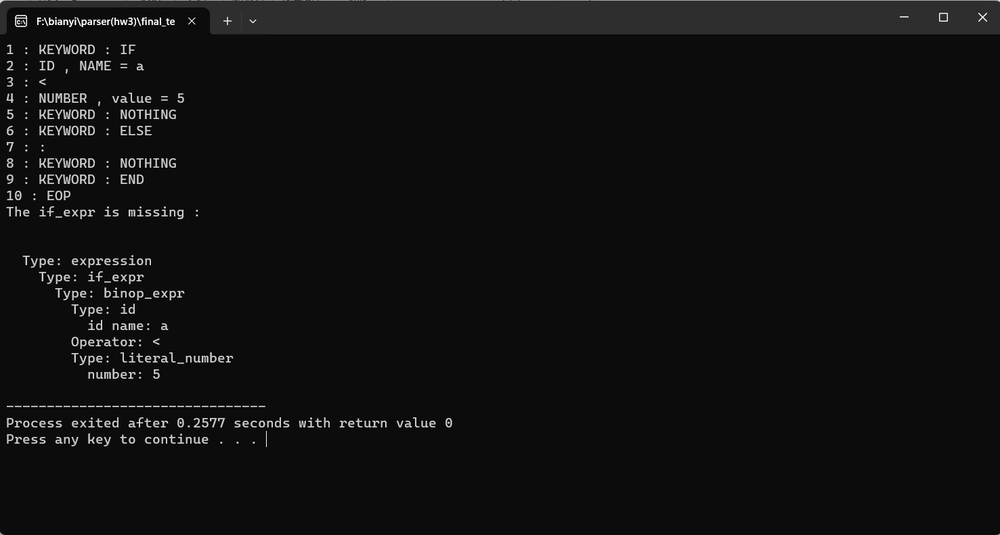 F:\bianyi\parser(hw3)\final_te
1 : KEYWORD : IF
2 : ID , NAME = a
3 : <
4 : NUMBER , value = 5
5 : KEYWORD : NOTHING
6 : KEYWORD : ELSE
7 : :
8 : KEYWORD : NOTHING
9 : KEYWORD : END
10 : EOP
The if_expr is missing :
Type: expression
Type: if_expr
Type: binop_expr
Type: id
id name: a
Operator: <
Type: literal_number
number: 5
--------------------------------
Process exited after 0.2577 seconds with return value 0
Press any key to continue . . .